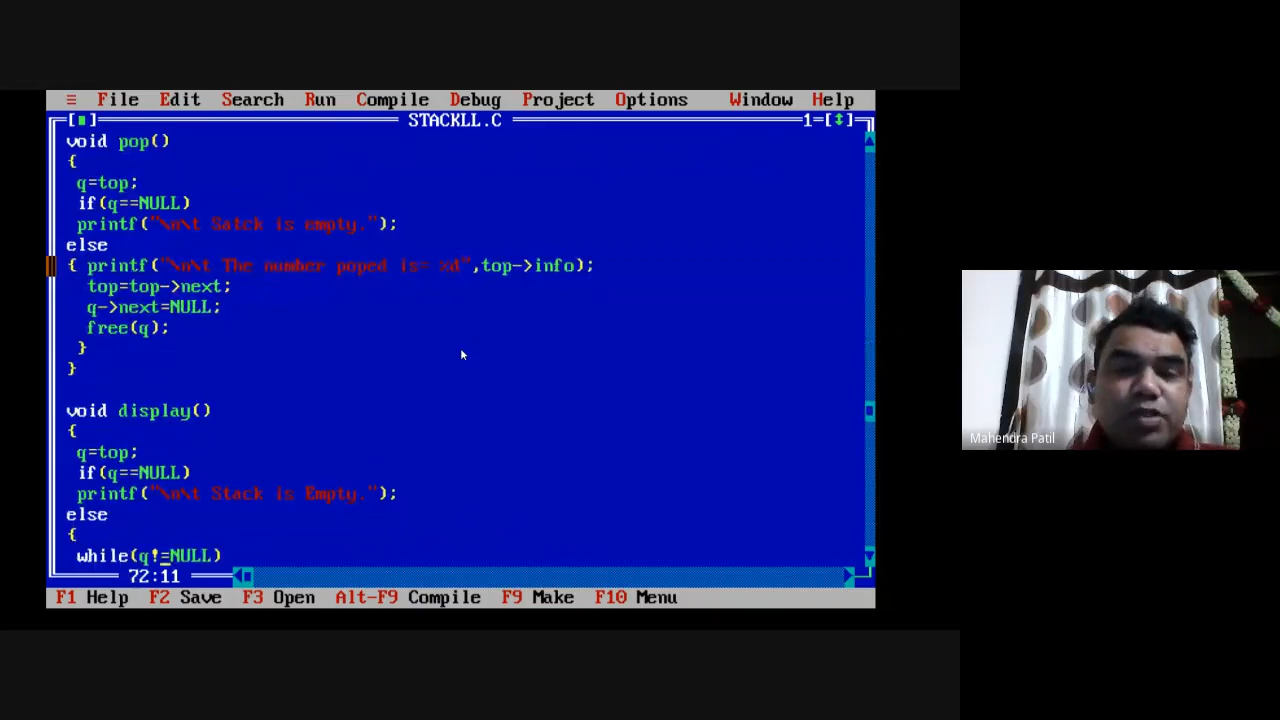 ≡ File Edit Search Run Compile Debug Project Options Window Help
[■] STACKLL.C 1=[↕]
void pop()
{
q=top;
if(q==NULL)
printf("\n\t Satck is empty.");
else
{ printf("\n\t The number poped is= %d",top->info);
top=top->next;
q->next=NULL;
free(q);
}
}
void display()
{
q=top;
if(q==NULL)
printf("\n\t Stack is Empty.");
else
{
while(q!=NULL)
72:11
F1 Help F2 Save F3 Open Alt-F9 Compile F9 Make F10 Menu
Mahendra Patil